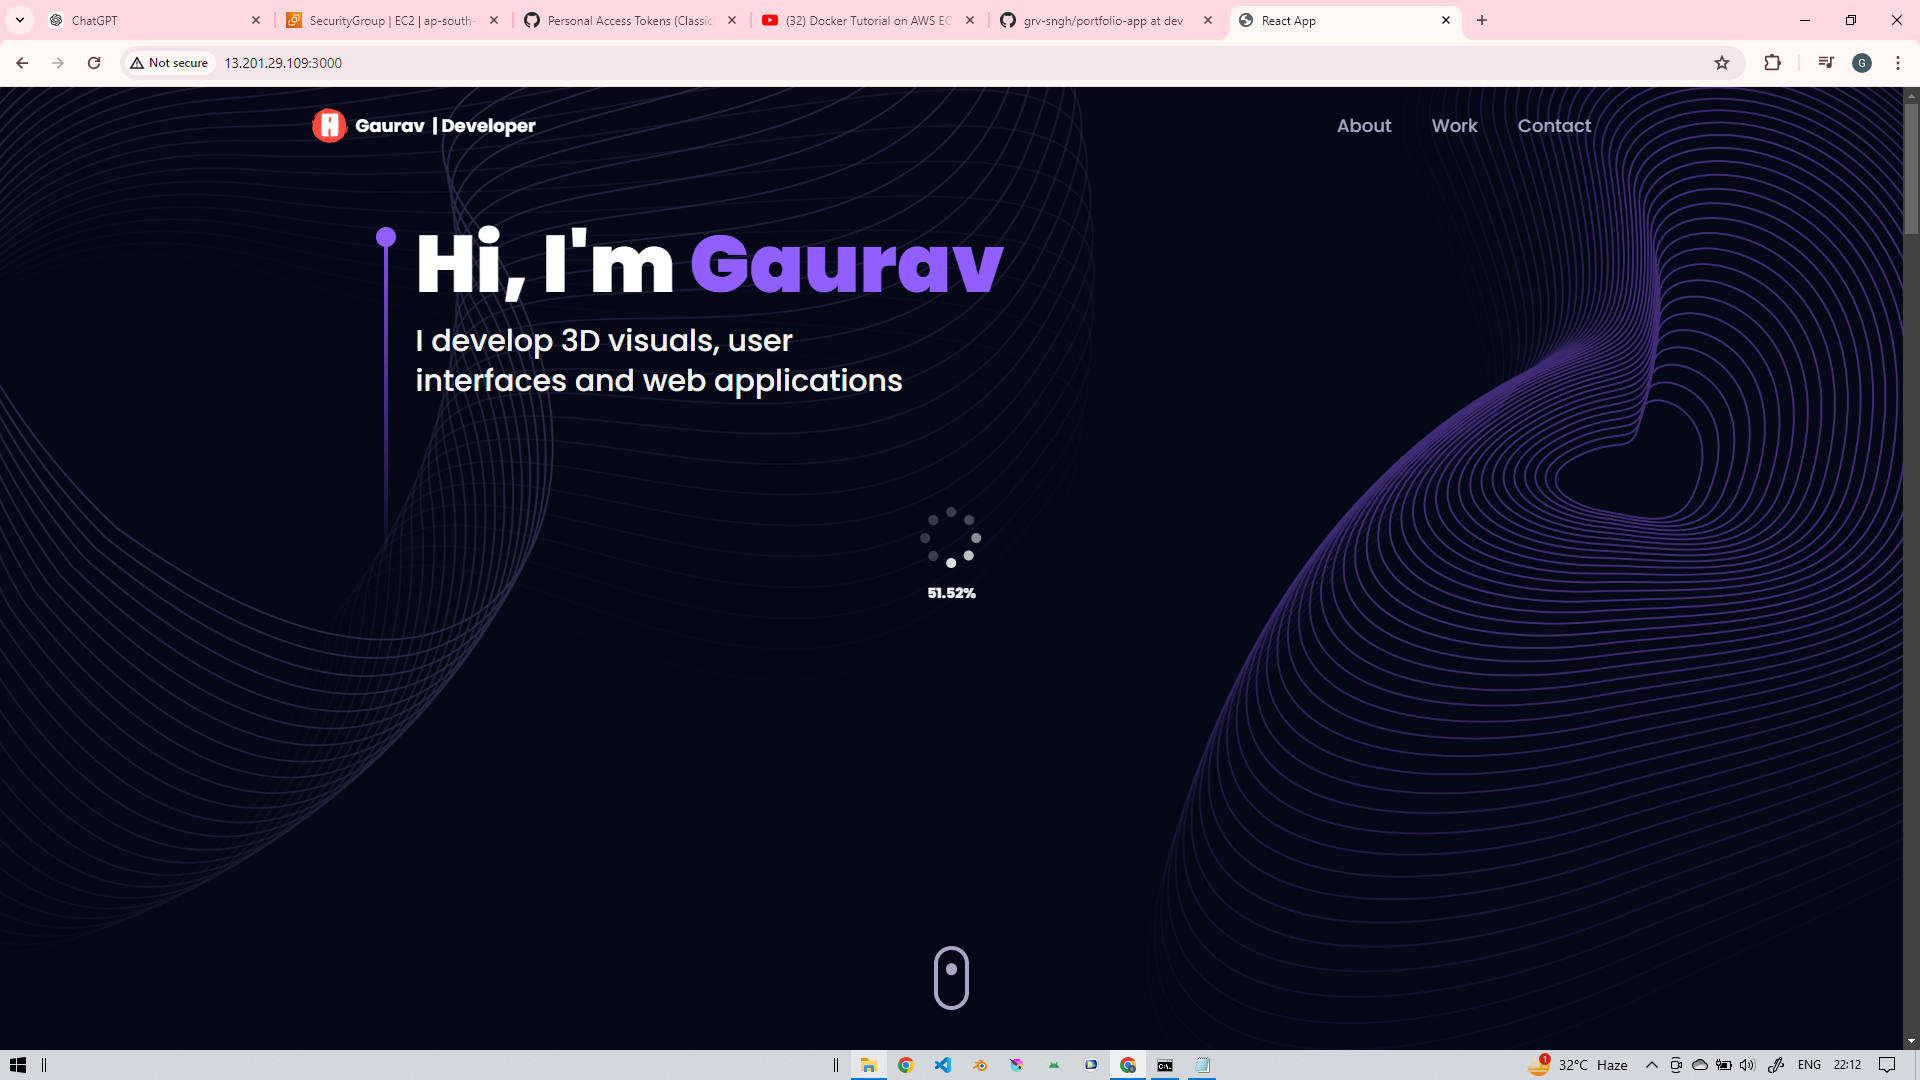 ChatGPT
SecurityGroup | EC2 | ap-south-
Personal Access Tokens (Classic
(32) Docker Tutorial on AWS EC
grv-sngh/portfolio-app at dev
React App
Not secure
13.201.29.109:3000
G
Gaurav | Developer
About
Work
Contact
Hi, I'm Gaurav
I develop 3D visuals, user
interfaces and web applications
51.52%
1
32°C Haze
ENG
22:12